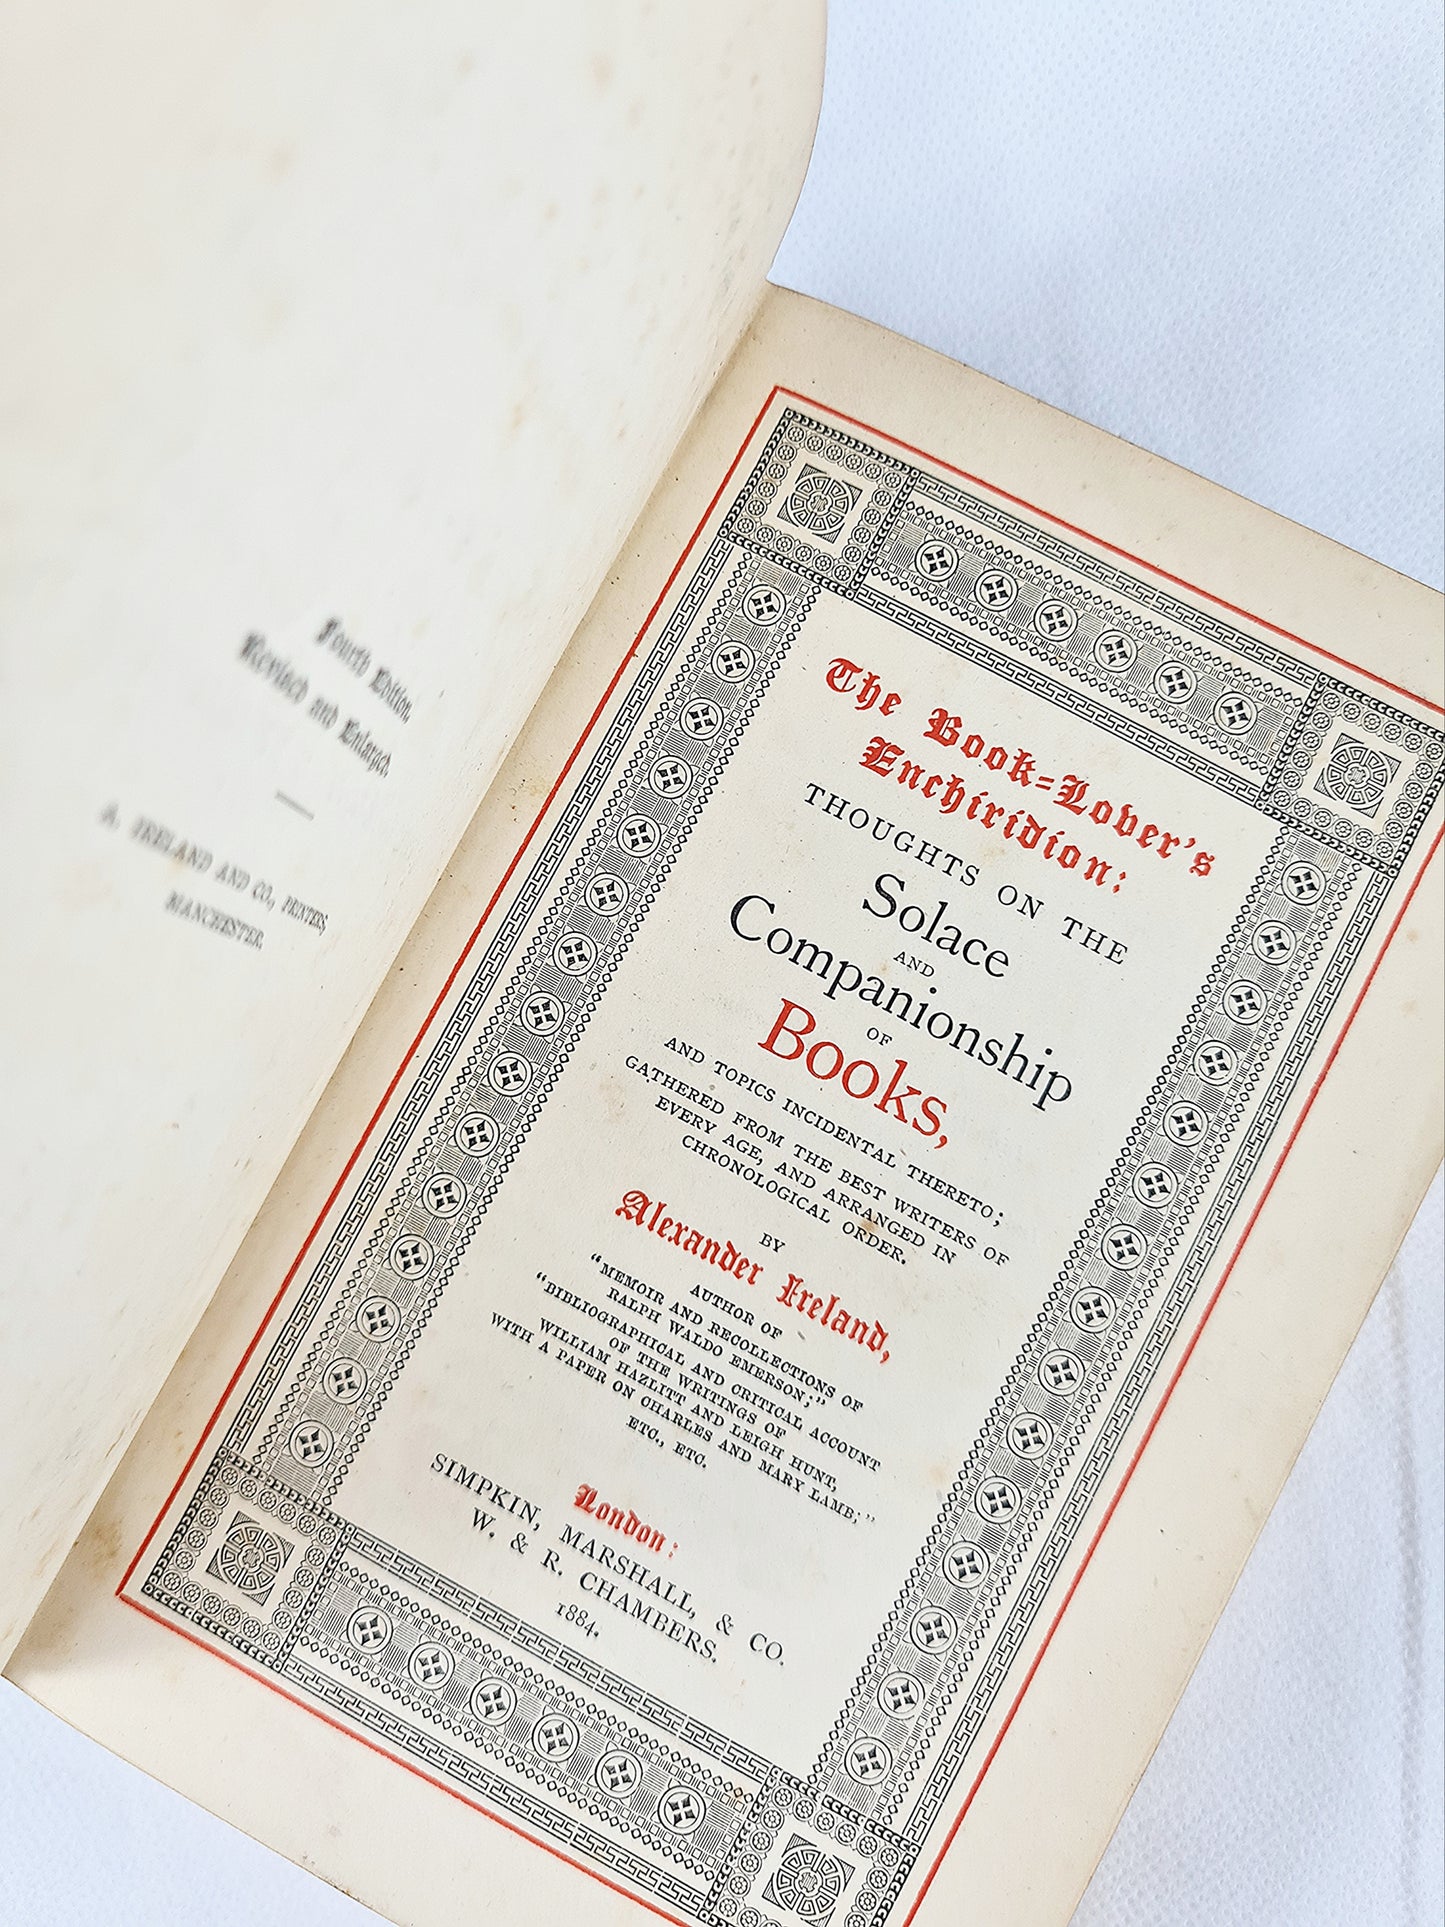 Fourth Edition,
Revised and Enlarged.
A. IRELAND AND CO., PRINTERS,
MANCHESTER.
The Book-Lover's
Enchiridion:
THOUGHTS ON THE
Solace
AND
Companionship
OF
Books,
AND TOPICS INCIDENTAL THERETO;
GATHERED FROM THE BEST WRITERS OF
EVERY AGE, AND ARRANGED IN
CHRONOLOGICAL ORDER.
BY
Alexander Ireland,
AUTHOR OF
“MEMOIR AND RECOLLECTIONS OF
RALPH WALDO EMERSON;”
“BIBLIOGRAPHICAL AND CRITICAL ACCOUNT
OF THE WRITINGS OF
WILLIAM HAZLITT AND LEIGH HUNT,
WITH A PAPER ON CHARLES AND MARY LAMB;”
ETC., ETC.
London:
SIMPKIN, MARSHALL, & CO.
W. & R. CHAMBERS.
1884.